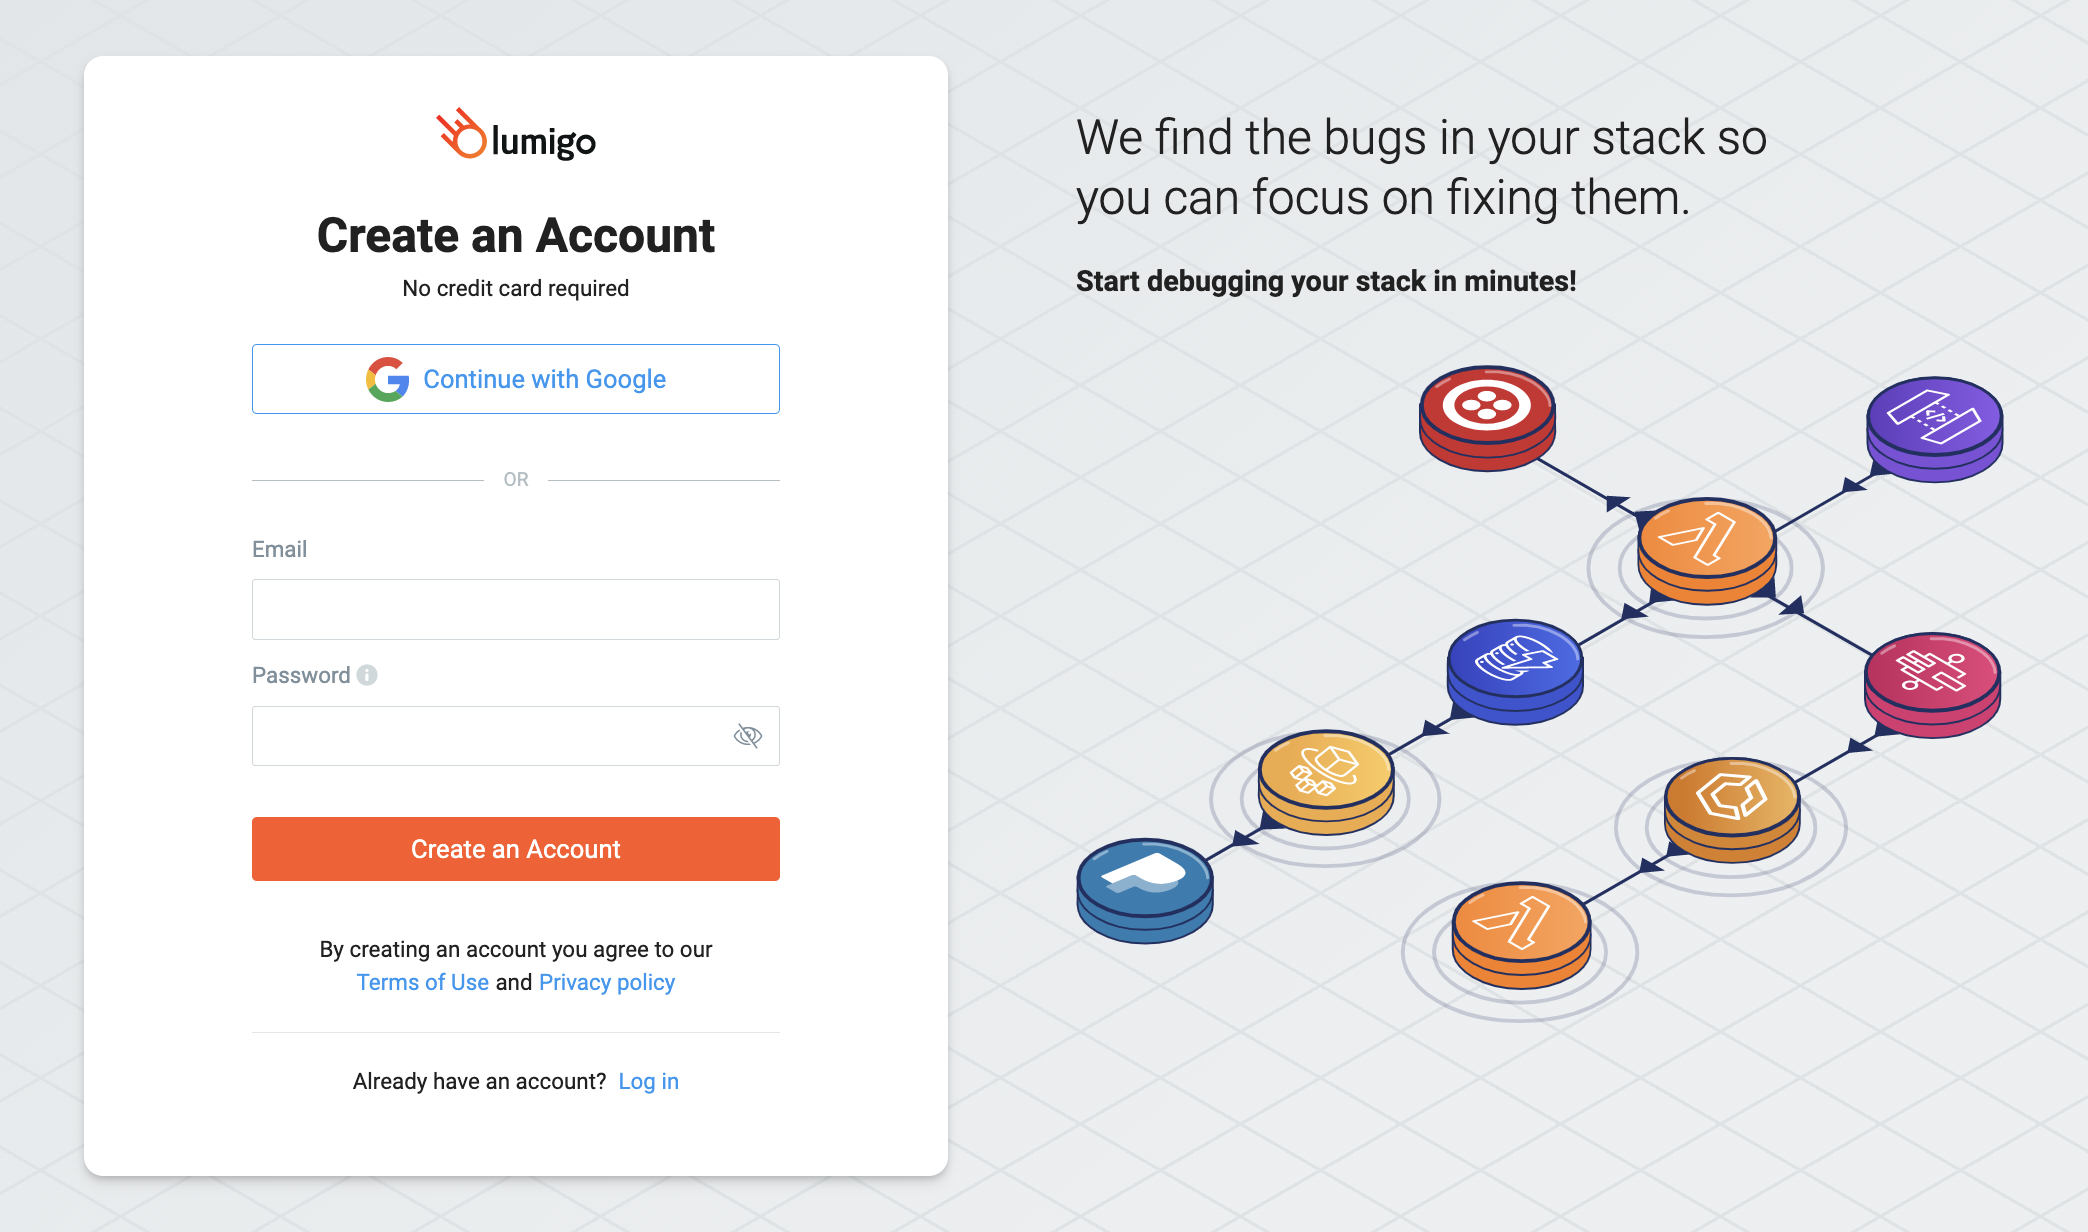 lumigo
Create an Account
No credit card required
Continue with Google
OR
Email
Password
Create an Account
By creating an account you agree to our
Terms of Use and Privacy policy
Already have an account? Log in
We find the bugs in your stack so
you can focus on fixing them.
Start debugging your stack in minutes!